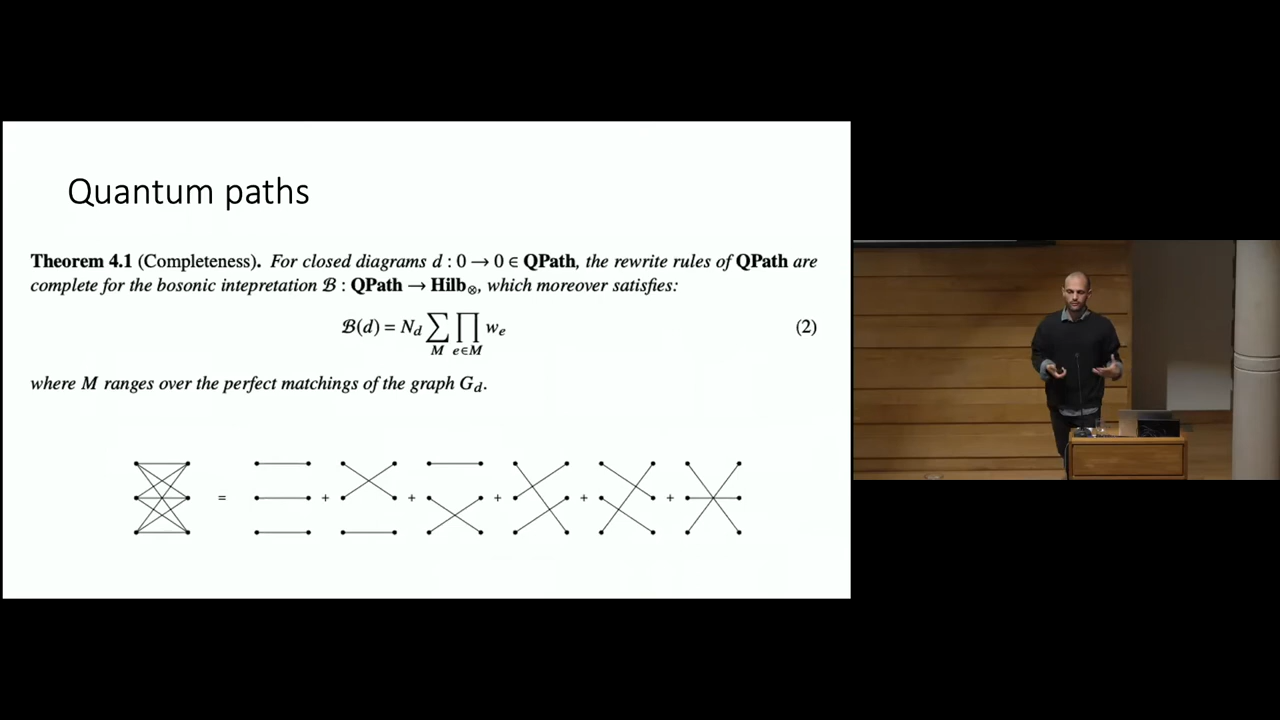 Quantum paths
Theorem 4.1 (Completeness). For closed diagrams d : 0 → 0 ∈ QPath, the rewrite rules of QPath are
complete for the bosonic intepretation ℬ : QPath → Hilb⊗, which moreover satisfies:
ℬ(d) = N_d ∑_M ∏_{e∈M} w_e (2)
where M ranges over the perfect matchings of the graph G_d.
= + + + + +